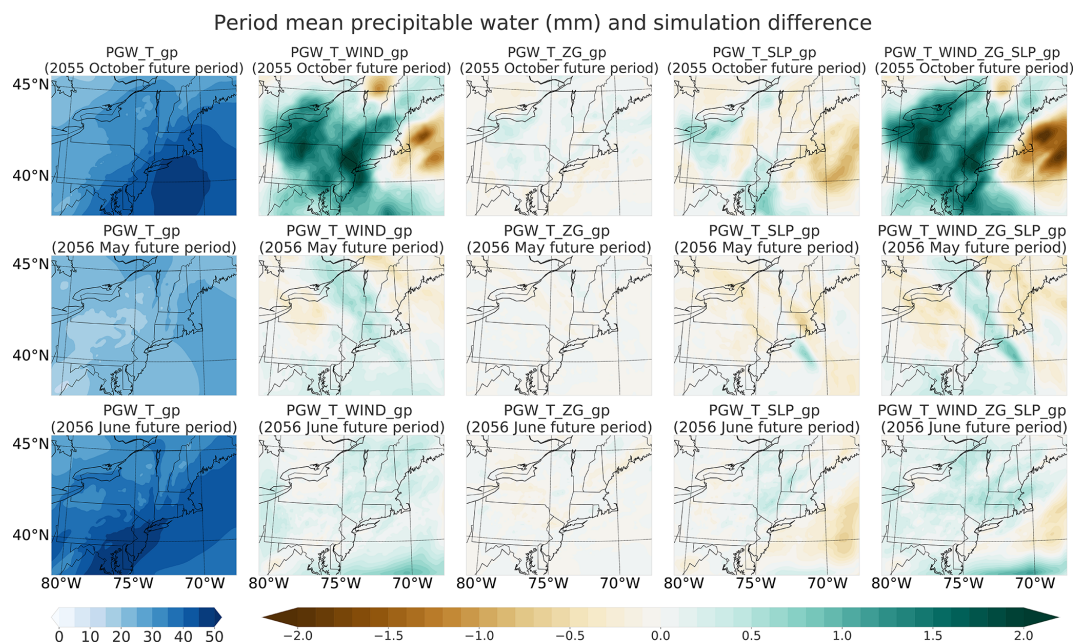 Period mean precipitable water (mm) and simulation difference
PGW_T_gp
(2055 October future period)
PGW_T_WIND_gp
(2055 October future period)
PGW_T_ZG_gp
(2055 October future period)
PGW_T_SLP_gp
(2055 October future period)
PGW_T_WIND_ZG_SLP_gp
(2055 October future period)
45°N
40°N
PGW_T_gp
(2056 May future period)
PGW_T_WIND_gp
(2056 May future period)
PGW_T_ZG_gp
(2056 May future period)
PGW_T_SLP_gp
(2056 May future period)
PGW_T_WIND_ZG_SLP_gp
(2056 May future period)
45°N
40°N
PGW_T_gp
(2056 June future period)
PGW_T_WIND_gp
(2056 June future period)
PGW_T_ZG_gp
(2056 June future period)
PGW_T_SLP_gp
(2056 June future period)
PGW_T_WIND_ZG_SLP_gp
(2056 June future period)
45°N
40°N
80°W 75°W 70°W
80°W 75°W 70°W
80°W 75°W 70°W
80°W 75°W 70°W
80°W 75°W 70°W
0 10 20 30 40 50
−2.0 −1.5 −1.0 −0.5 0.0 0.5 1.0 1.5 2.0